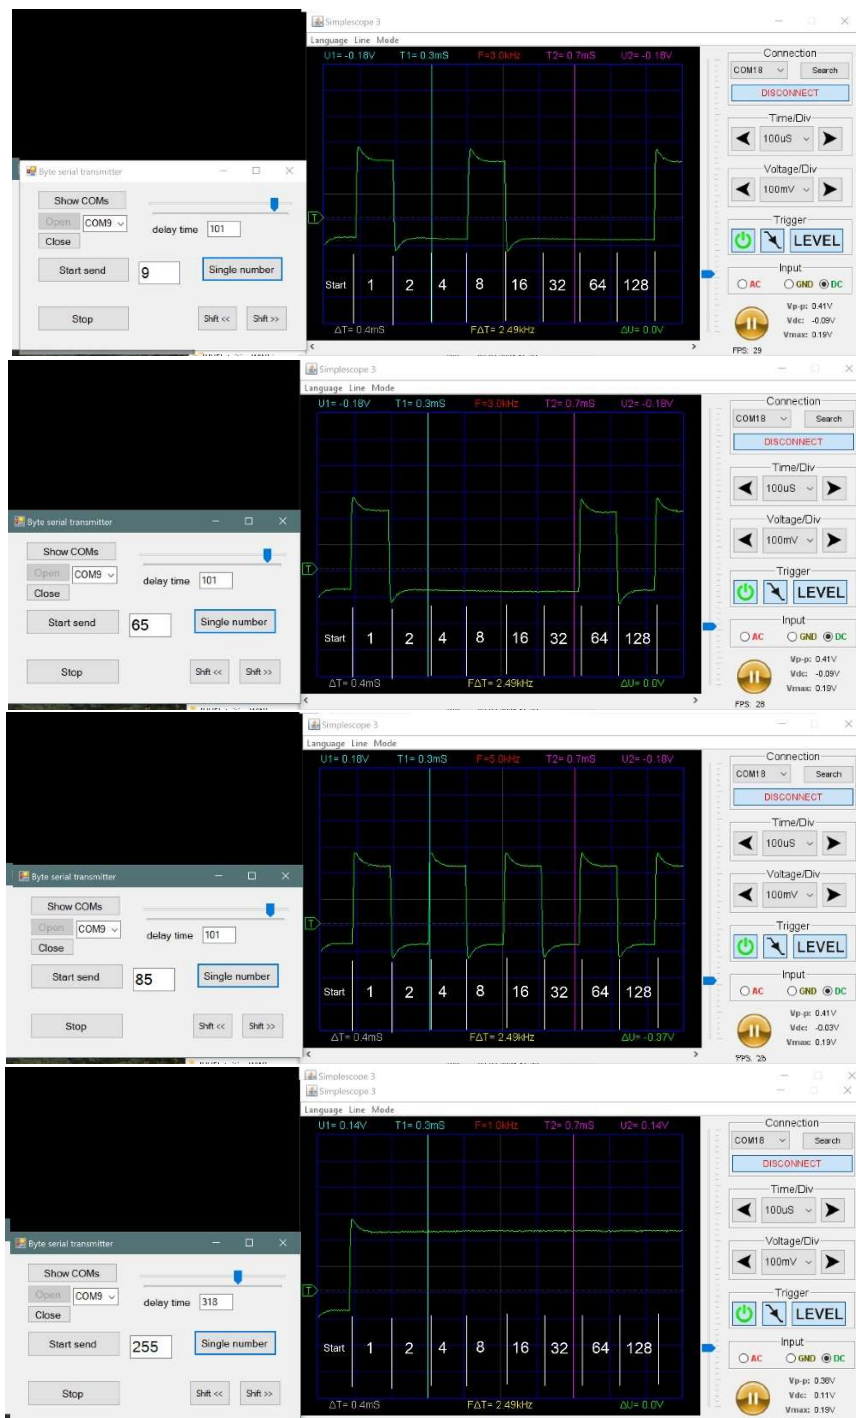 Simplescope 3
Language Line Mode
U1= -0.18V T1= 0.3mS F=3.0kHz T2= 0.7mS U2= -0.18V
Connection
COM18 Search
DISCONNECT
Time/Div
100uS
Voltage/Div
100mV
Trigger
LEVEL
Input
AC GND DC
Vp-p: 0.41V
Vdc: -0.09V
Vmax: 0.19V
FPS: 29
T
Start 1 2 4 8 16 32 64 128
ΔT= 0.4mS FΔT= 2.49kHz ΔU= 0.0V
Byte serial transmitter
Show COMs
Open COM9
Close
delay time 101
Start send 9 Single number
Stop Shft << Shft >>
Simplescope 3
Language Line Mode
U1= -0.18V T1= 0.3mS F=3.0kHz T2= 0.7mS U2= -0.18V
Connection
COM18 Search
DISCONNECT
Time/Div
100uS
Voltage/Div
100mV
Trigger
LEVEL
Input
AC GND DC
Vp-p: 0.41V
Vdc: -0.09V
Vmax: 0.19V
FPS: 28
T
Start 1 2 4 8 16 32 64 128
ΔT= 0.4mS FΔT= 2.49kHz ΔU= 0.0V
Byte serial transmitter
Show COMs
Open COM9
Close
delay time 101
Start send 65 Single number
Stop Shft << Shft >>
Simplescope 3
Language Line Mode
U1= 0.18V T1= 0.3mS F=5.0kHz T2= 0.7mS U2= -0.18V
Connection
COM18 Search
DISCONNECT
Time/Div
100uS
Voltage/Div
100mV
Trigger
LEVEL
Input
AC GND DC
Vp-p: 0.41V
Vdc: -0.03V
Vmax: 0.19V
T
Start 1 2 4 8 16 32 64 128
ΔT= 0.4mS FΔT= 2.49kHz ΔU= -0.37V
Byte serial transmitter
Show COMs
Open COM9
Close
delay time 101
Start send 85 Single number
Stop Shft << Shft >>
Simplescope 3
Simplescope 3
Language Line Mode
U1= 0.14V T1= 0.3mS F=1.0kHz T2= 0.7mS U2= 0.14V
Connection
COM18 Search
DISCONNECT
Time/Div
100uS
Voltage/Div
100mV
Trigger
LEVEL
Input
AC GND DC
Vp-p: 0.38V
Vdc: 0.11V
Vmax: 0.19V
T
Start 1 2 4 8 16 32 64 128
ΔT= 0.4mS FΔT= 2.49kHz ΔU= 0.0V
Byte serial transmitter
Show COMs
Open COM9
Close
delay time 318
Start send 255 Single number
Stop Shft << Shft >>